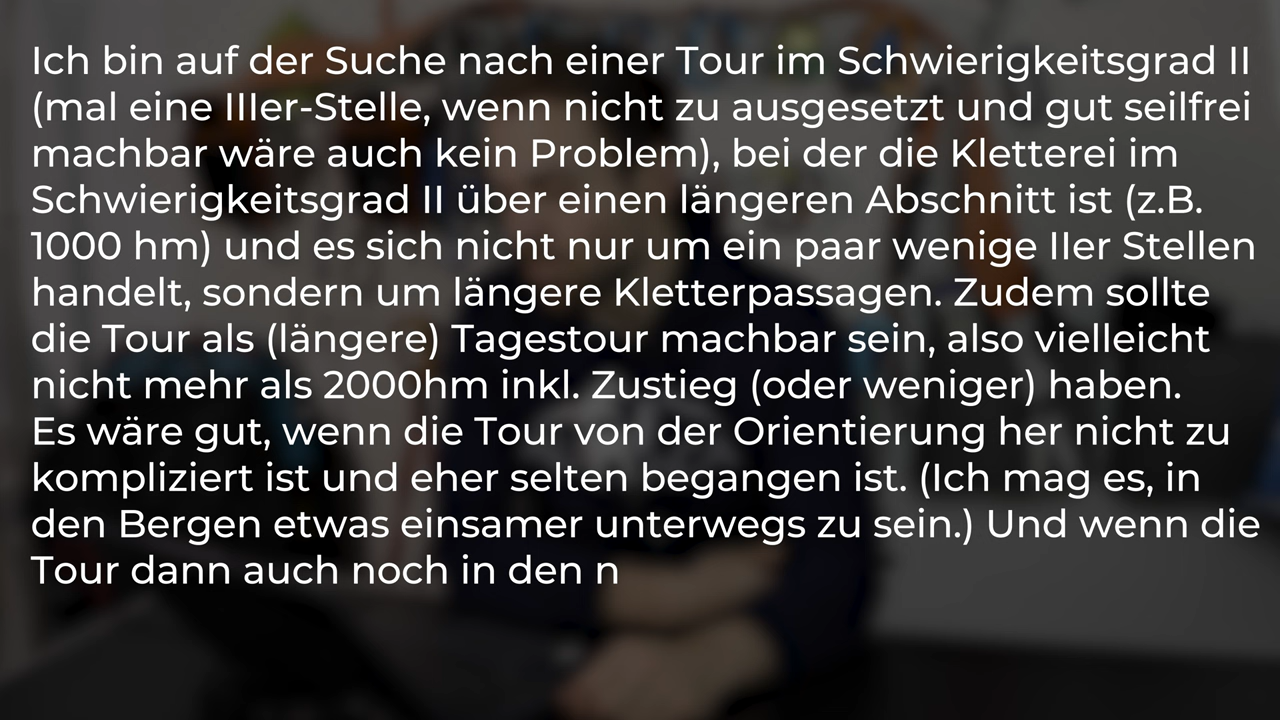 Ich bin auf der Suche nach einer Tour im Schwierigkeitsgrad II
(mal eine IIIer-Stelle, wenn nicht zu ausgesetzt und gut seilfrei
machbar wäre auch kein Problem), bei der die Kletterei im
Schwierigkeitsgrad II über einen längeren Abschnitt ist (z.B.
1000 hm) und es sich nicht nur um ein paar wenige IIer Stellen
handelt, sondern um längere Kletterpassagen. Zudem sollte
die Tour als (längere) Tagestour machbar sein, also vielleicht
nicht mehr als 2000hm inkl. Zustieg (oder weniger) haben.
Es wäre gut, wenn die Tour von der Orientierung her nicht zu
kompliziert ist und eher selten begangen ist. (Ich mag es, in
den Bergen etwas einsamer unterwegs zu sein.) Und wenn die
Tour dann auch noch in den n